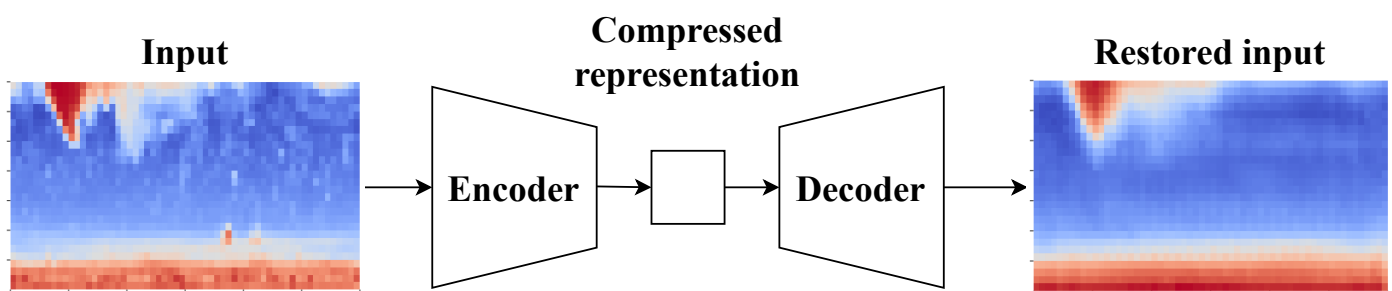 Input
Compressed
representation
Restored input
Encoder
Decoder